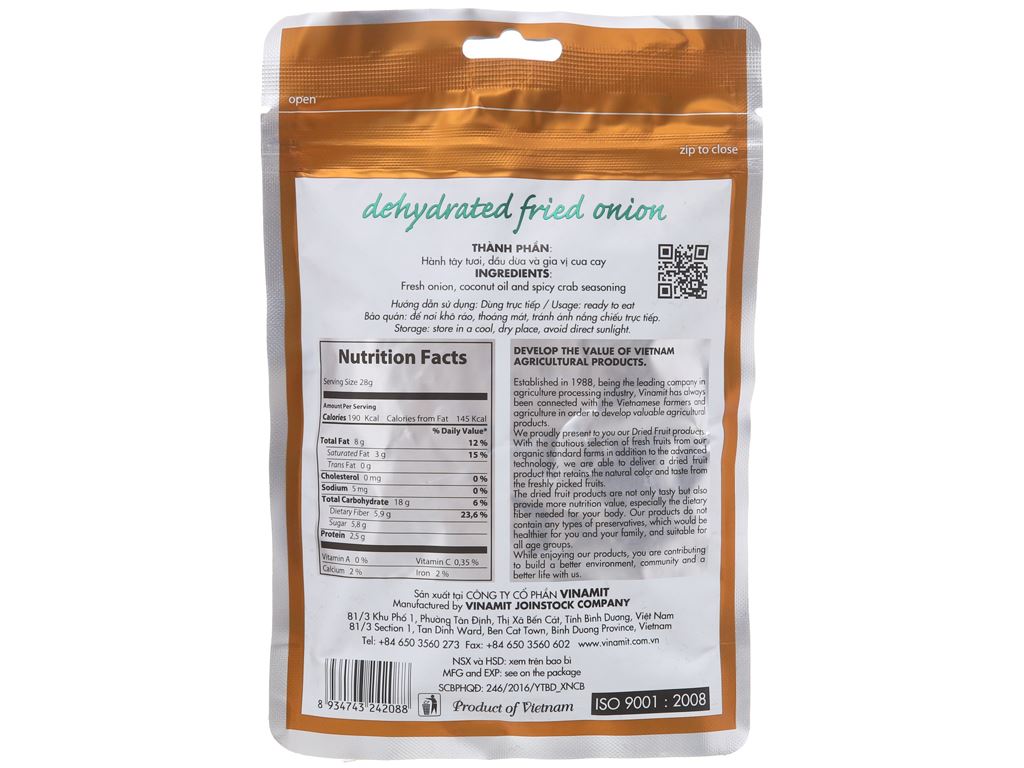 open
zip to close
dehydrated fried onion
THÀNH PHẦN:
Hành tây tươi, dầu dừa và gia vị cua cay
INGREDIENTS:
Fresh onion, coconut oil and spicy crab seasoning
Hướng dẫn sử dụng: Dùng trực tiếp / Usage: ready to eat
Bảo quản: để nơi khô ráo, thoáng mát, tránh ánh nắng chiếu trực tiếp.
Storage: store in a cool, dry place, avoid direct sunlight.
Nutrition Facts
Serving Size 28g
Amount Per Serving
Calories 190 Kcal Calories from Fat 145 Kcal
% Daily Value*
Total Fat 8 g 12 %
Saturated Fat 3 g 15 %
Trans Fat 0 g
Cholesterol 0 mg 0 %
Sodium 5 mg 0 %
Total Carbohydrate 18 g 6 %
Dietary Fiber 5,9 g 23,6 %
Sugar 5,8 g
Protein 2,5 g
Vitamin A 0 % Vitamin C 0,35 %
Calcium 2 % Iron 2 %
DEVELOP THE VALUE OF VIETNAM
AGRICULTURAL PRODUCTS.
Established in 1988, being the leading company in
agriculture processing industry, Vinamit has always
been connected with the Vietnamese farmers and
agriculture in order to develop valuable agricultural
products.
We proudly present to you our Dried Fruit products.
With the cautious selection of fresh fruits from our
organic standard farms in addition to the advanced
technology, we are able to deliver a dried fruit
product that retains the natural color and taste from
the freshly picked fruits.
The dried fruit products are not only tasty but also
provide more nutrition value, especially the dietary
fiber needed for your body. Our products do not
contain any types of preservatives, which would be
healthier for you and your family, and suitable for
all age groups.
While enjoying our products, you are contributing
to build a better environment, community and a
better life with us.
Sản xuất tại CÔNG TY CỔ PHẦN VINAMIT
Manufactured by VINAMIT JOINSTOCK COMPANY
81/3 Khu Phố 1, Phường Tân Định, Thị Xã Bến Cát, Tỉnh Bình Dương, Việt Nam
81/3 Section 1, Tan Dinh Ward, Ben Cat Town, Binh Duong Province, Vietnam
Tel: +84 650 3560 273 Fax: +84 650 3560 602 www.vinamit.com.vn
NSX và HSD: xem trên bao bì
MFG and EXP: see on the package
SCBPHQĐ: 246/2016/YTBD_XNCB
8 934743 242088
Product of Vietnam
ISO 9001 : 2008